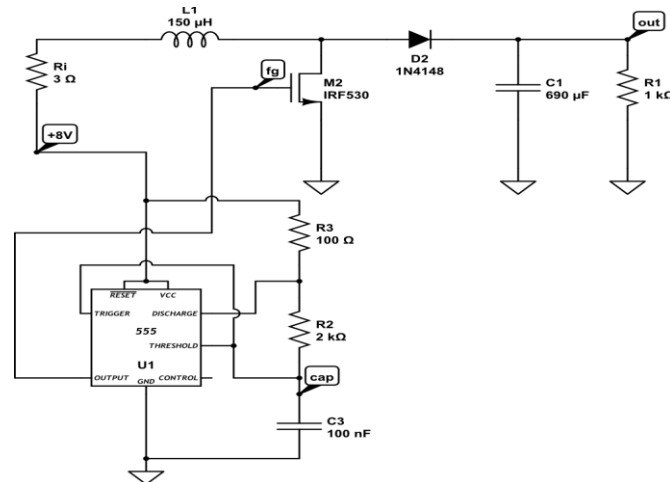 L1
150 µH
out
Ri
3 Ω
fg
D2
1N4148
M2
IRF530
C1
690 µF
R1
1 kΩ
+8V
R3
100 Ω
RESET
VCC
TRIGGER
DISCHARGE
555
R2
2 kΩ
THRESHOLD
U1
OUTPUT
GND
CONTROL
cap
C3
100 nF